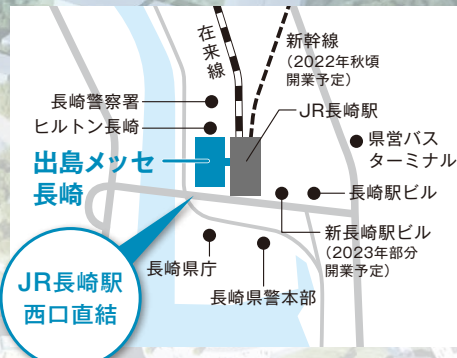 在来線
新幹線
（2022年秋頃
開業予定）
長崎警察署
JR長崎駅
ヒルトン長崎
県営バス
ターミナル
出島メッセ
長崎
長崎駅ビル
新長崎駅ビル
（2023年部分
開業予定）
長崎県庁
長崎県警本部
JR長崎駅
西口直結